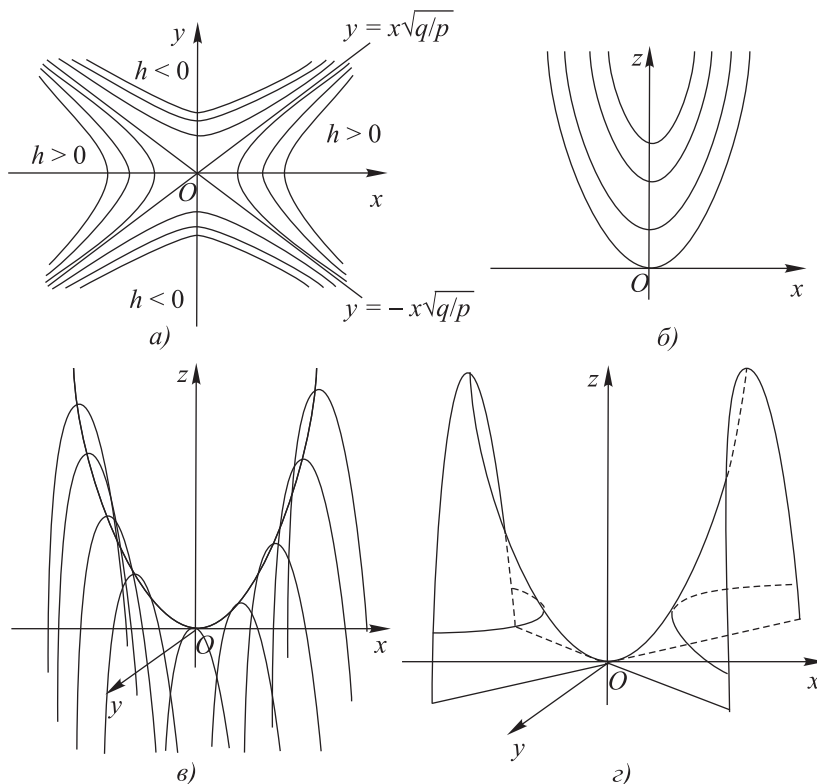 y
y = x√q/p
h < 0
h > 0
h > 0
O
x
h < 0
y = − x√q/p
а)
z
O
x
б)
z
O
x
y
в)
z
O
x
y
г)